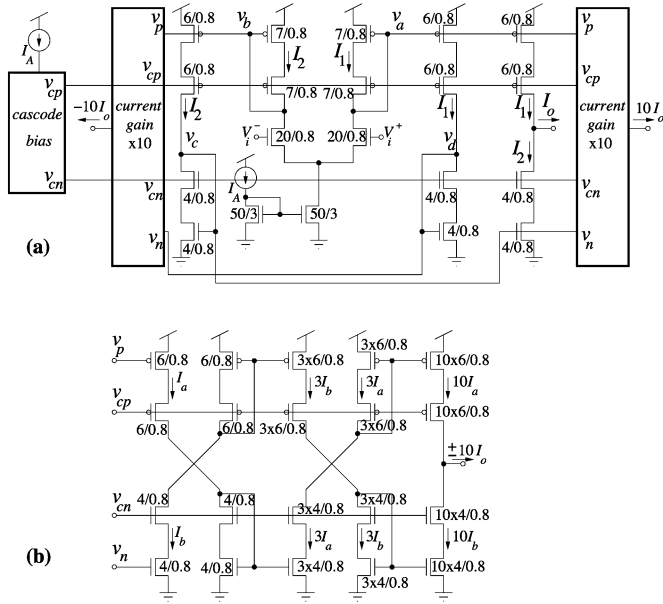 6/0.8 v_b v_a 6/0.8 6/0.8
v_p 7/0.8 7/0.8 v_p
I_A I_2 I_1
v_cp 6/0.8 7/0.8 7/0.8 6/0.8 6/0.8 v_cp
cascode bias −10I_o current gain x10 I_2 V_i^- 20/0.8 20/0.8 V_i^+ I_1 I_1 I_o current gain x10 10 I_o
v_c v_d I_2
v_cn v_cn 4/0.8 I_A 4/0.8 4/0.8 v_cn
50/3 50/3
(a) v_n 4/0.8 4/0.8 4/0.8 v_n
v_p 6/0.8 6/0.8 3x6/0.8 3x6/0.8 10x6/0.8
I_a 3I_b 3I_a 10I_a
v_cp 6/0.8 6/0.8 3x6/0.8 3x6/0.8 10x6/0.8
±10 I_o
v_cn 4/0.8 4/0.8 3x4/0.8 3x4/0.8 10x4/0.8
I_b 3I_a 3I_b 10I_b
(b) v_n 4/0.8 4/0.8 3x4/0.8 3x4/0.8 10x4/0.8